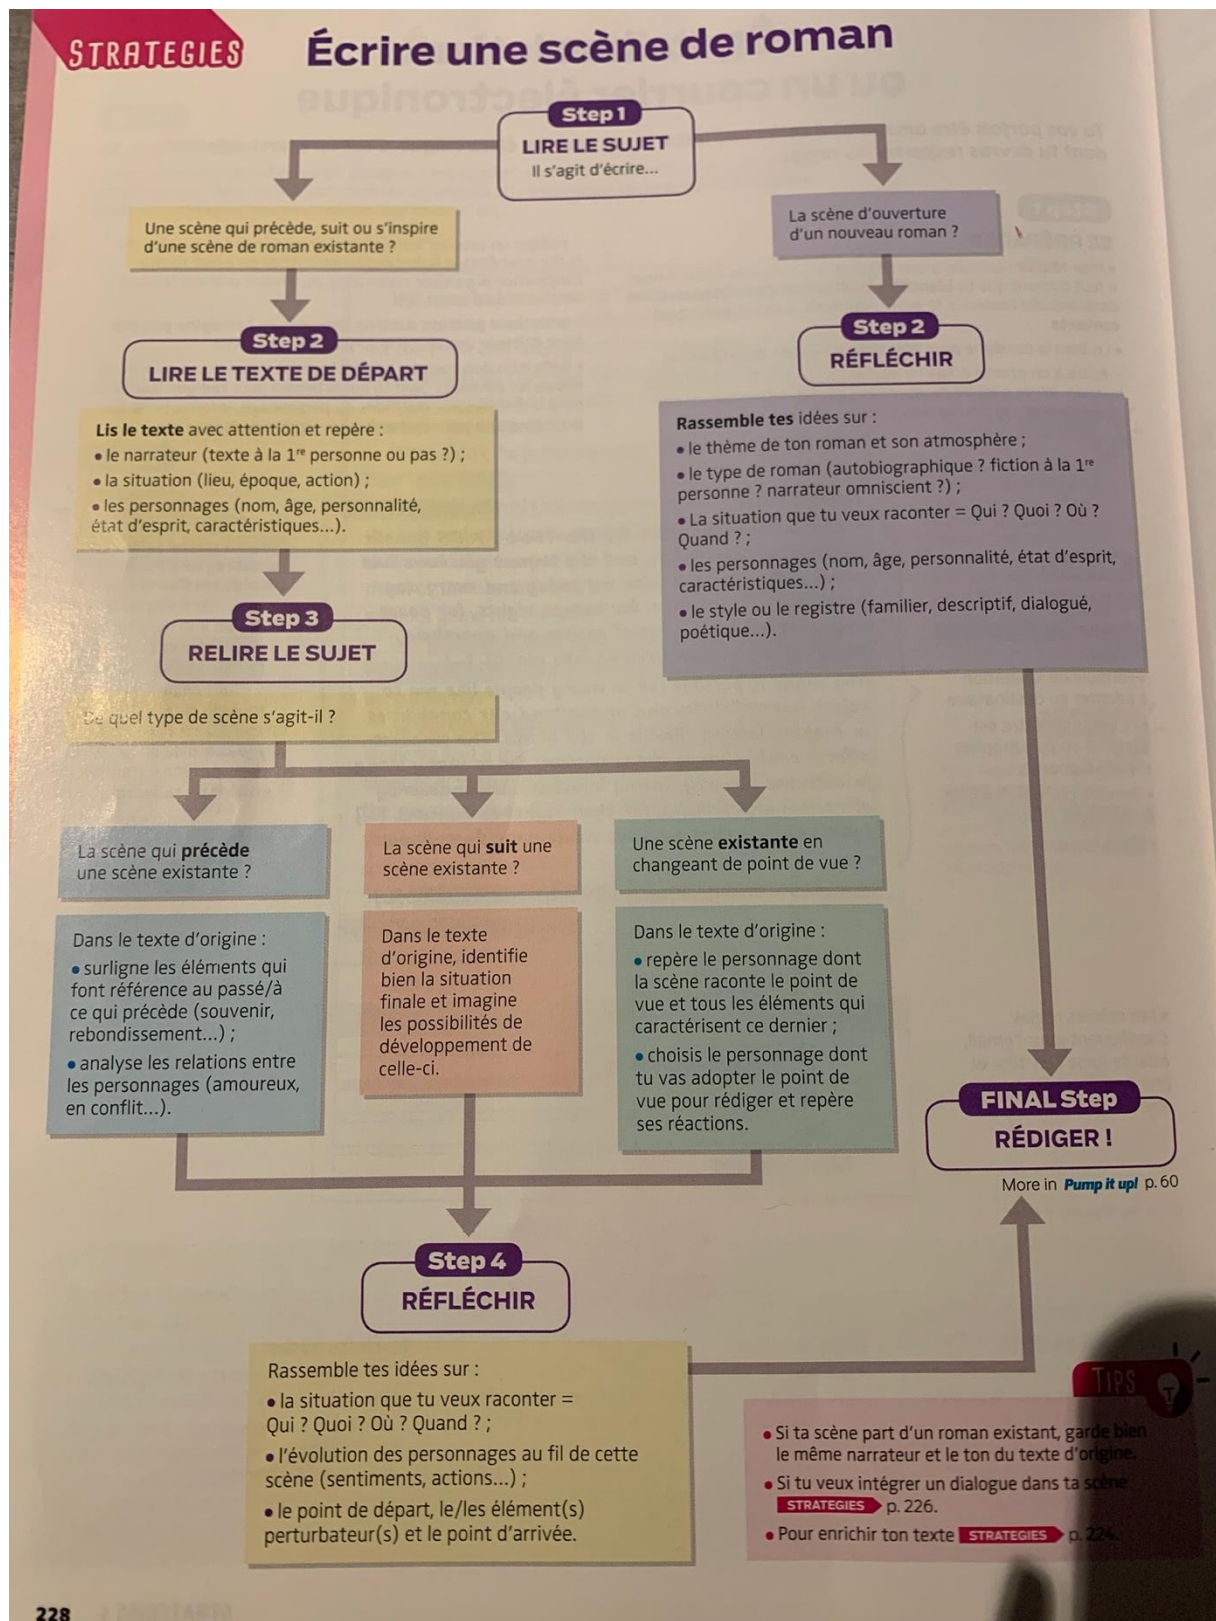 STRATEGIES
Écrire une scène de roman
Step 1
LIRE LE SUJET
Il s'agit d'écrire...
Une scène qui précède, suit ou s'inspire
d'une scène de roman existante ?
La scène d'ouverture
d'un nouveau roman ?
Step 2
LIRE LE TEXTE DE DÉPART
Lis le texte avec attention et repère :
• le narrateur (texte à la 1re personne ou pas ?) ;
• la situation (lieu, époque, action) ;
• les personnages (nom, âge, personnalité,
état d'esprit, caractéristiques...).
Step 2
RÉFLÉCHIR
Rassemble tes idées sur :
• le thème de ton roman et son atmosphère ;
• le type de roman (autobiographique ? fiction à la 1re
personne ? narrateur omniscient ?) ;
• La situation que tu veux raconter = Qui ? Quoi ? Où ?
Quand ? ;
• les personnages (nom, âge, personnalité, état d'esprit,
caractéristiques...) ;
• le style ou le registre (familier, descriptif, dialogué,
poétique...).
Step 3
RELIRE LE SUJET
De quel type de scène s'agit-il ?
La scène qui précède
une scène existante ?
Dans le texte d'origine :
• surligne les éléments qui
font référence au passé/à
ce qui précède (souvenir,
rebondissement...) ;
• analyse les relations entre
les personnages (amoureux,
en conflit...).
La scène qui suit une
scène existante ?
Dans le texte
d'origine, identifie
bien la situation
finale et imagine
les possibilités de
développement de
celle-ci.
Une scène existante en
changeant de point de vue ?
Dans le texte d'origine :
• repère le personnage dont
la scène raconte le point de
vue et tous les éléments qui
caractérisent ce dernier ;
• choisis le personnage dont
tu vas adopter le point de
vue pour rédiger et repère
ses réactions.
FINAL Step
RÉDIGER !
More in Pump it up! p. 60
Step 4
RÉFLÉCHIR
Rassemble tes idées sur :
• la situation que tu veux raconter =
Qui ? Quoi ? Où ? Quand ? ;
• l'évolution des personnages au fil de cette
scène (sentiments, actions...) ;
• le point de départ, le/les élément(s)
perturbateur(s) et le point d'arrivée.
TIPS
• Si ta scène part d'un roman existant, garde bien
le même narrateur et le ton du texte d'origine.
• Si tu veux intégrer un dialogue dans ta scène
STRATEGIES p. 226.
• Pour enrichir ton texte STRATEGIES p. 224.
228